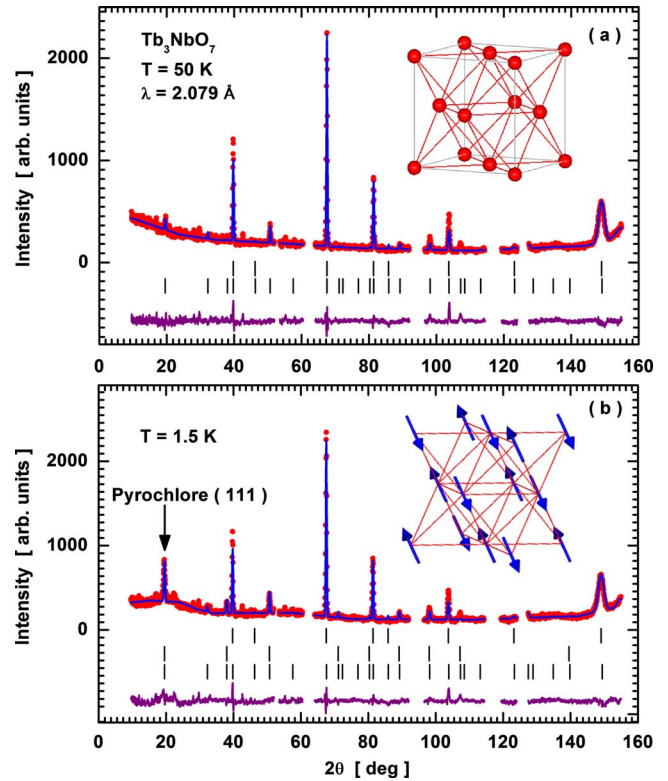 ( a )
Tb₃NbO₇
T = 50 K
λ = 2.079 Å
Intensity [ arb. units ]
2000
1000
0
0 20 40 60 80 100 120 140 160
( b )
T = 1.5 K
Pyrochlore ( 111 )
Intensity [ arb. units ]
2000
1000
0
0 20 40 60 80 100 120 140 160
2θ [ deg ]